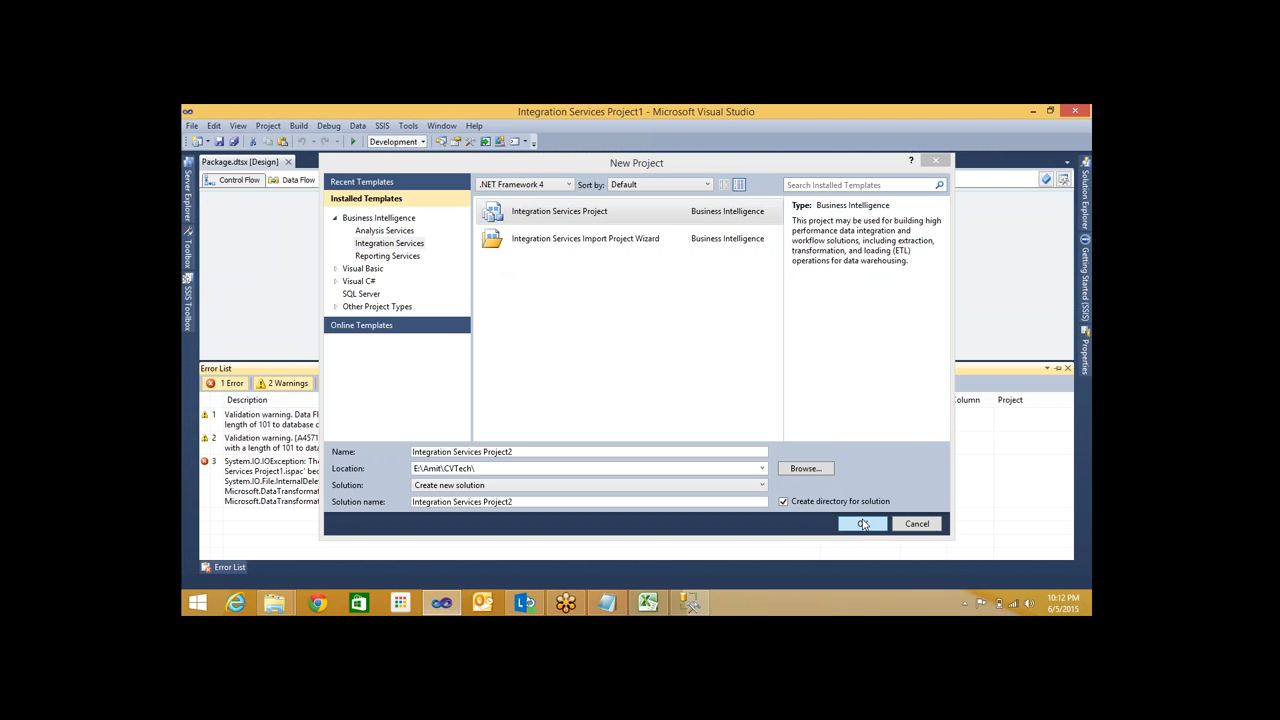 Integration Services Project1 - Microsoft Visual Studio
File Edit View Project Build Debug Data SSIS Tools Window Help
Development
Package.dtsx [Design]
Control Flow Data Flow
New Project
?
Recent Templates
Installed Templates
Business Intelligence
Analysis Services
Integration Services
Reporting Services
Visual Basic
Visual C#
SQL Server
Other Project Types
Online Templates
.NET Framework 4 Sort by: Default
Search Installed Templates
Integration Services Project Business Intelligence
Integration Services Import Project Wizard Business Intelligence
Type: Business Intelligence
This project may be used for building high
performance data integration and
workflow solutions, including extraction,
transformation, and loading (ETL)
operations for data warehousing.
Name: Integration Services Project2
Location: E:\Amit\CVTech\
Browse...
Solution: Create new solution
Solution name: Integration Services Project2
Create directory for solution
Cancel
Server Explorer
Toolbox
SSIS Toolbox
Solution Explorer
Getting Started (SSIS)
Properties
Error List
1 Error 2 Warnings
Description Column Project
1 Validation warning. Data Fl
length of 101 to database c
2 Validation warning. {A4571
with a length of 101 to data
3 System.IO.IOException: The
Services Project1.ispac' bec
System.IO.File.InternalDele
Microsoft.DataTransformat
Microsoft.DataTransformat
Error List
10:12 PM
6/5/2015